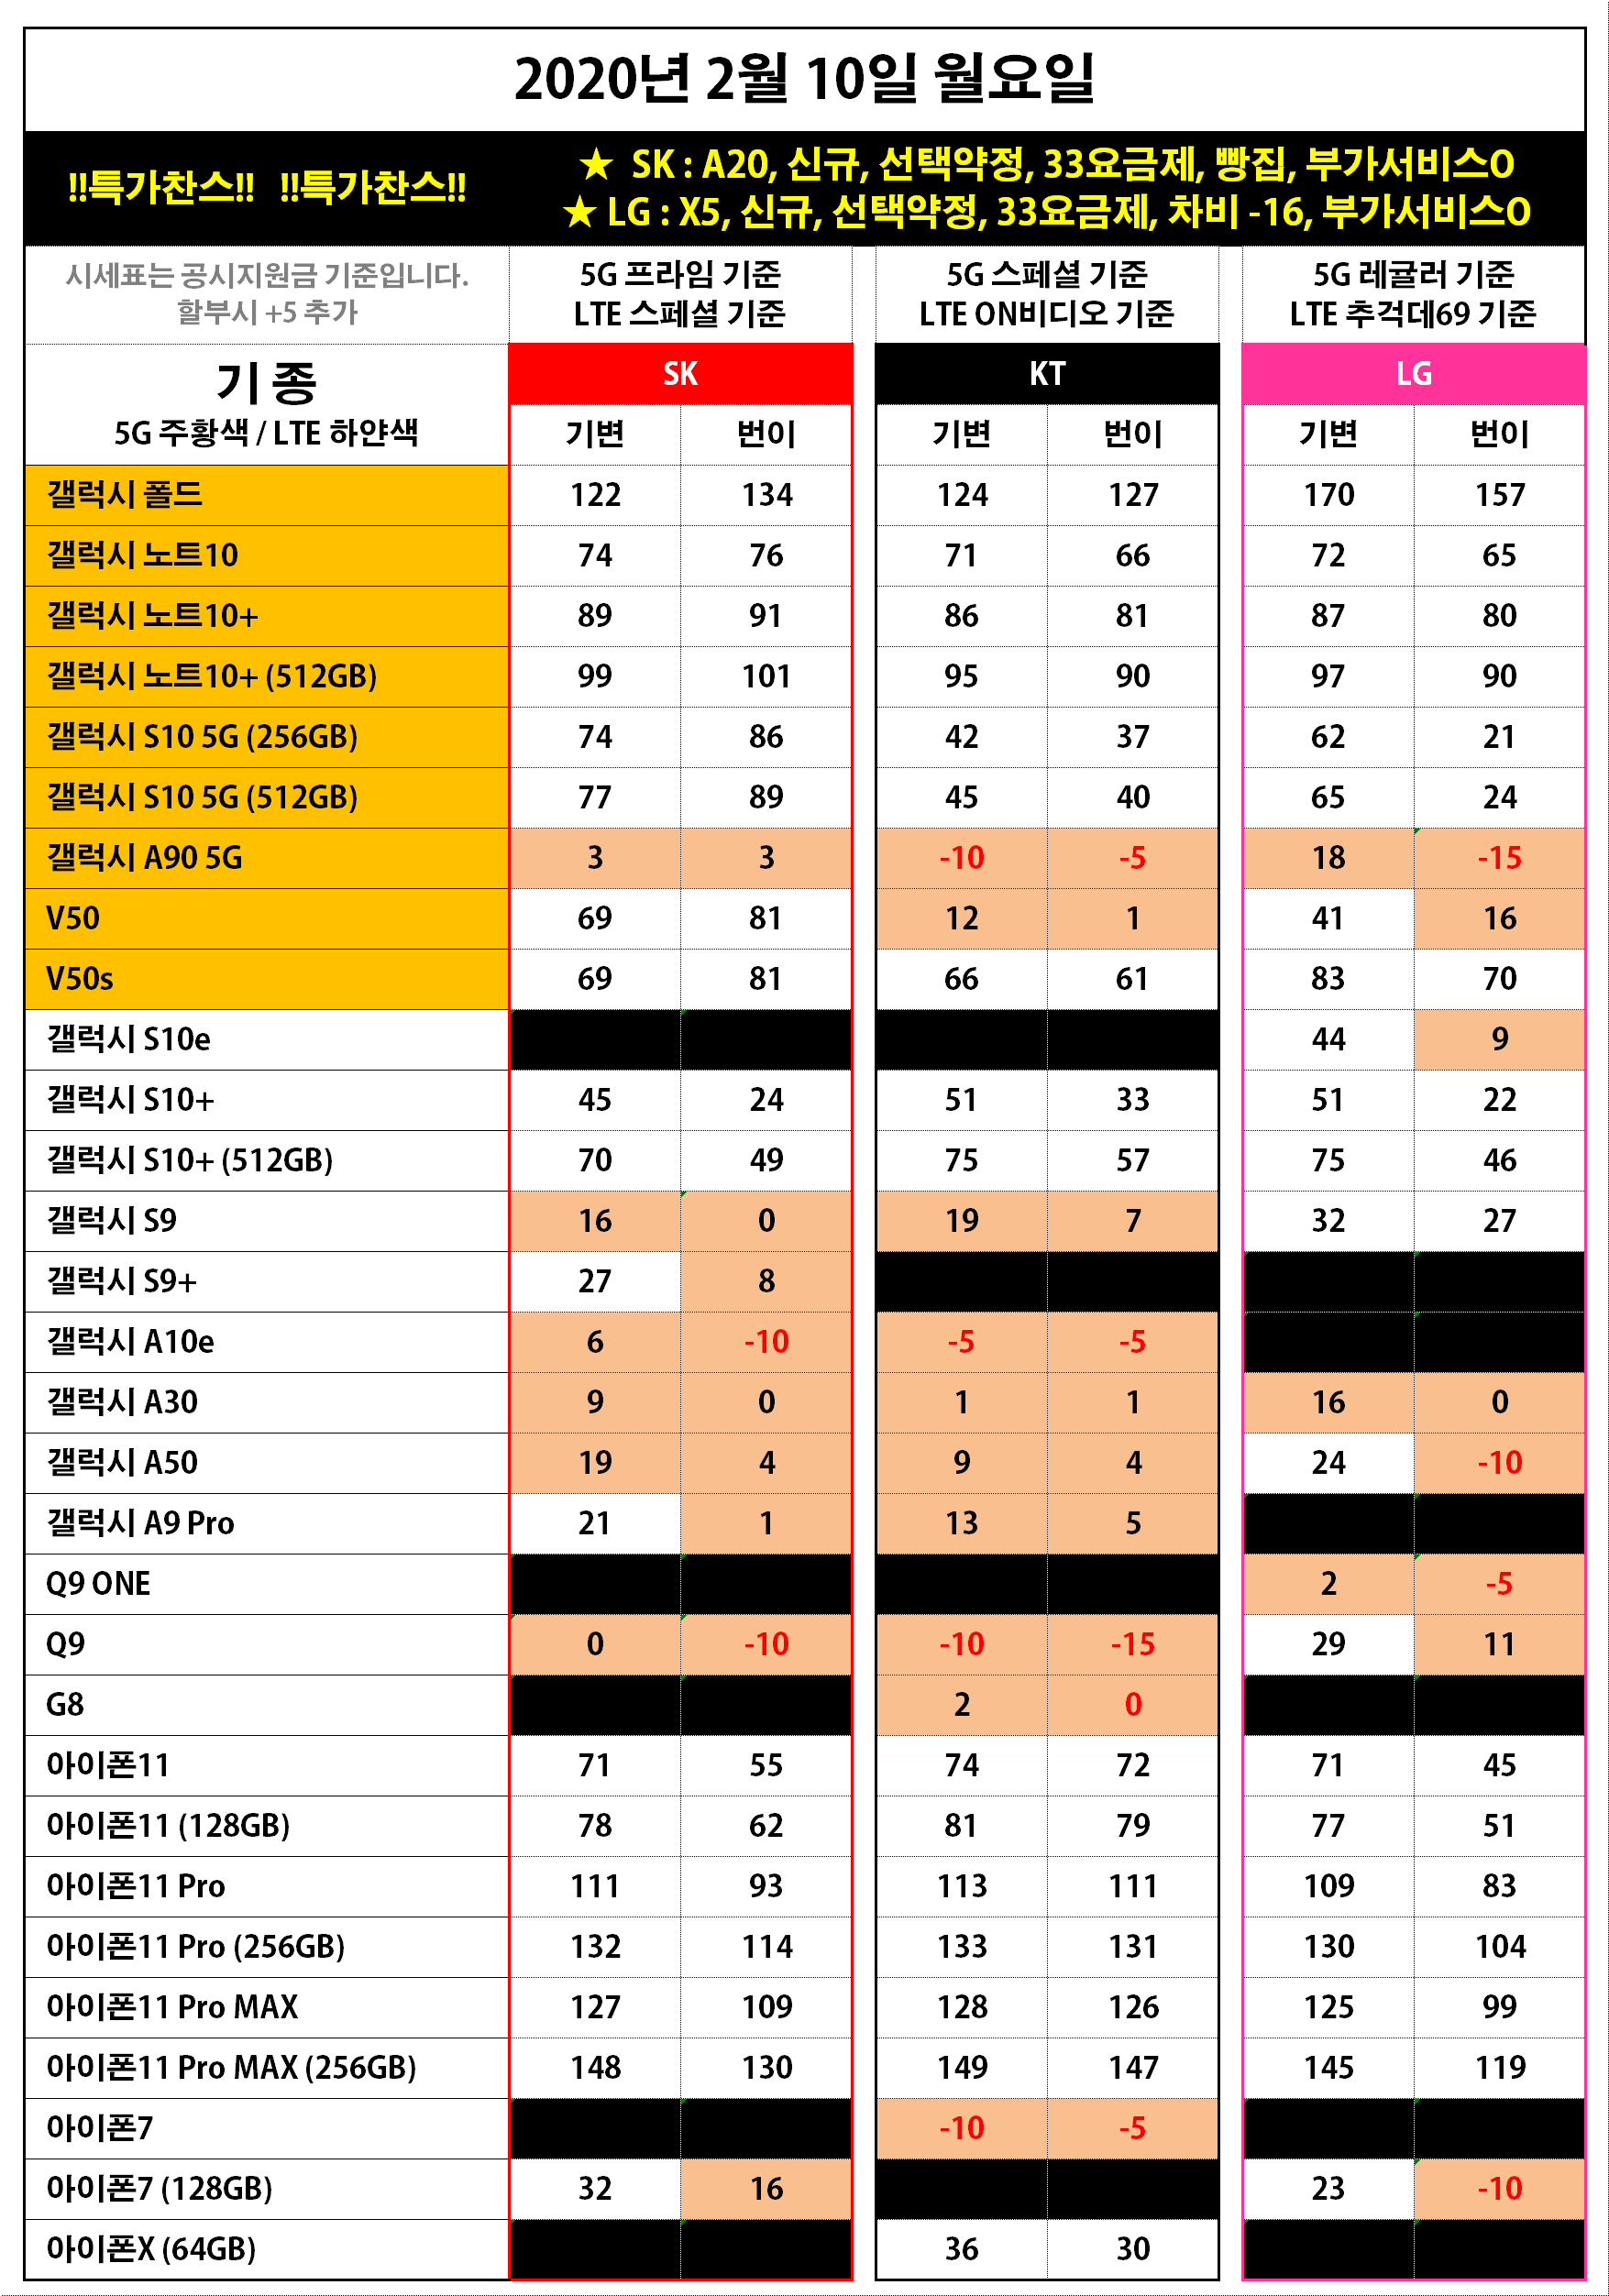 2020년 2월 10일 월요일
!!특가찬스!! !!특가찬스!!
★ SK : A20, 신규, 선택약정, 33요금제, 빵집, 부가서비스O
★ LG : X5, 신규, 선택약정, 33요금제, 차비 -16, 부가서비스O
시세표는 공시지원금 기준입니다.
할부시 +5 추가
5G 프라임 기준
LTE 스페셜 기준
5G 스페셜 기준
LTE ON비디오 기준
5G 레귤러 기준
LTE 추걱데69 기준
기 종
5G 주황색 / LTE 하얀색
SK KT LG
기변 번이 기변 번이 기변 번이
갤럭시 폴드 122 134 124 127 170 157
갤럭시 노트10 74 76 71 66 72 65
갤럭시 노트10+ 89 91 86 81 87 80
갤럭시 노트10+ (512GB) 99 101 95 90 97 90
갤럭시 S10 5G (256GB) 74 86 42 37 62 21
갤럭시 S10 5G (512GB) 77 89 45 40 65 24
갤럭시 A90 5G 3 3 -10 -5 18 -15
V50 69 81 12 1 41 16
V50s 69 81 66 61 83 70
갤럭시 S10e 44 9
갤럭시 S10+ 45 24 51 33 51 22
갤럭시 S10+ (512GB) 70 49 75 57 75 46
갤럭시 S9 16 0 19 7 32 27
갤럭시 S9+ 27 8
갤럭시 A10e 6 -10 -5 -5
갤럭시 A30 9 0 1 1 16 0
갤럭시 A50 19 4 9 4 24 -10
갤럭시 A9 Pro 21 1 13 5
Q9 ONE 2 -5
Q9 0 -10 -10 -15 29 11
G8 2 0
아이폰11 71 55 74 72 71 45
아이폰11 (128GB) 78 62 81 79 77 51
아이폰11 Pro 111 93 113 111 109 83
아이폰11 Pro (256GB) 132 114 133 131 130 104
아이폰11 Pro MAX 127 109 128 126 125 99
아이폰11 Pro MAX (256GB) 148 130 149 147 145 119
아이폰7 -10 -5
아이폰7 (128GB) 32 16 23 -10
아이폰X (64GB) 36 30